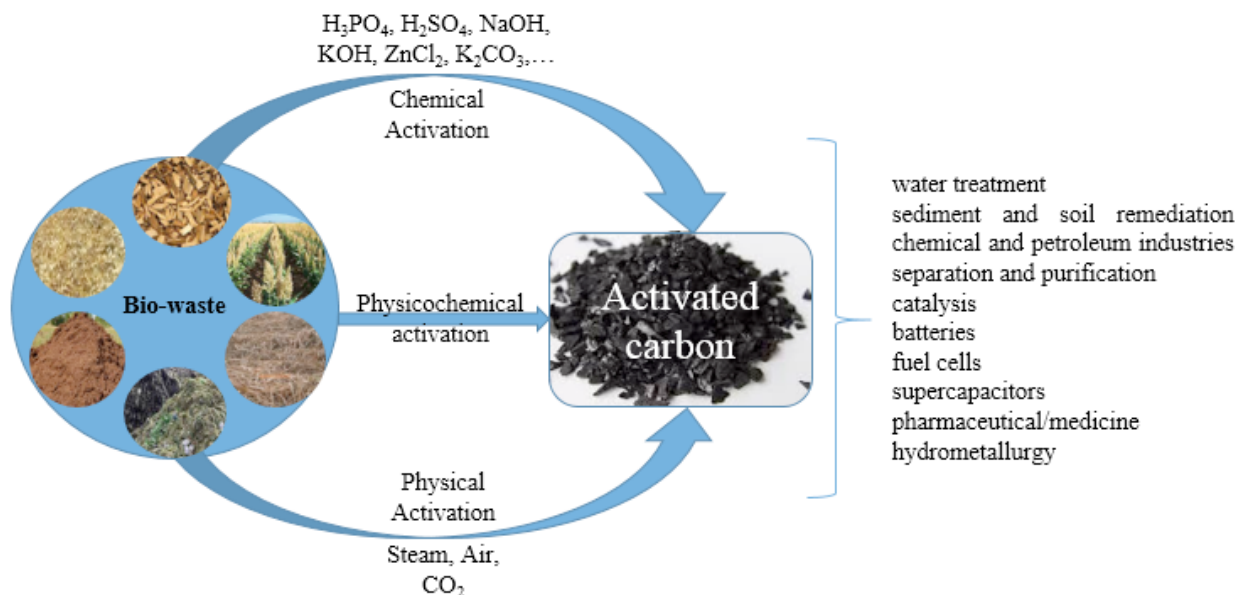 H₃PO₄, H₂SO₄, NaOH,
KOH, ZnCl₂, K₂CO₃,…
Chemical
Activation
Bio-waste
Physicochemical
activation
Activated
carbon
Physical
Activation
Steam, Air,
CO₂
water treatment
sediment and soil remediation
chemical and petroleum industries
separation and purification
catalysis
batteries
fuel cells
supercapacitors
pharmaceutical/medicine
hydrometallurgy